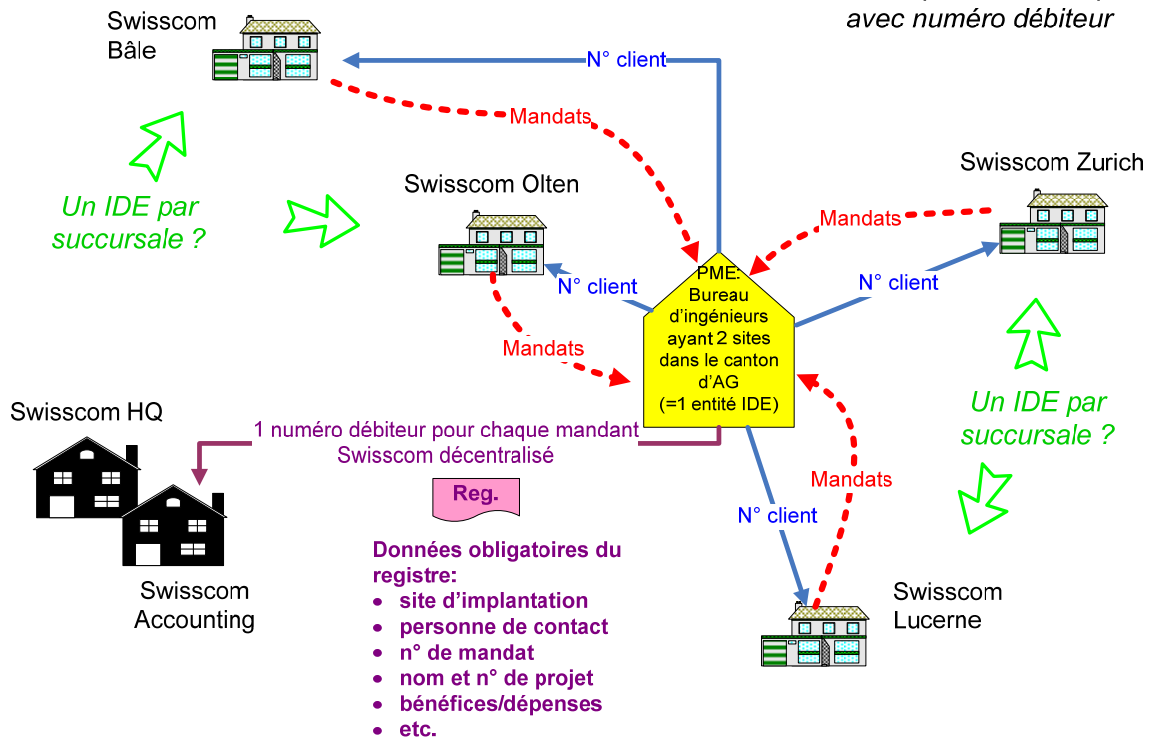 avec numéro débiteur
Swisscom
Bâle
N° client
Mandats
Swisscom Olten
Swisscom Zurich
Un IDE par
succursale ?
Mandats
N° client
N° client
PME:
Bureau
d'ingénieurs
ayant 2 sites
dans le canton
d'AG
(=1 entité IDE)
Mandats
Swisscom HQ
Un IDE par
succursale ?
1 numéro débiteur pour chaque mandant
Swisscom décentralisé
Mandats
Reg.
N° client
Données obligatoires du
registre:
• site d'implantation
• personne de contact
• n° de mandat
• nom et n° de projet
• bénéfices/dépenses
• etc.
Swisscom
Accounting
Swisscom
Lucerne